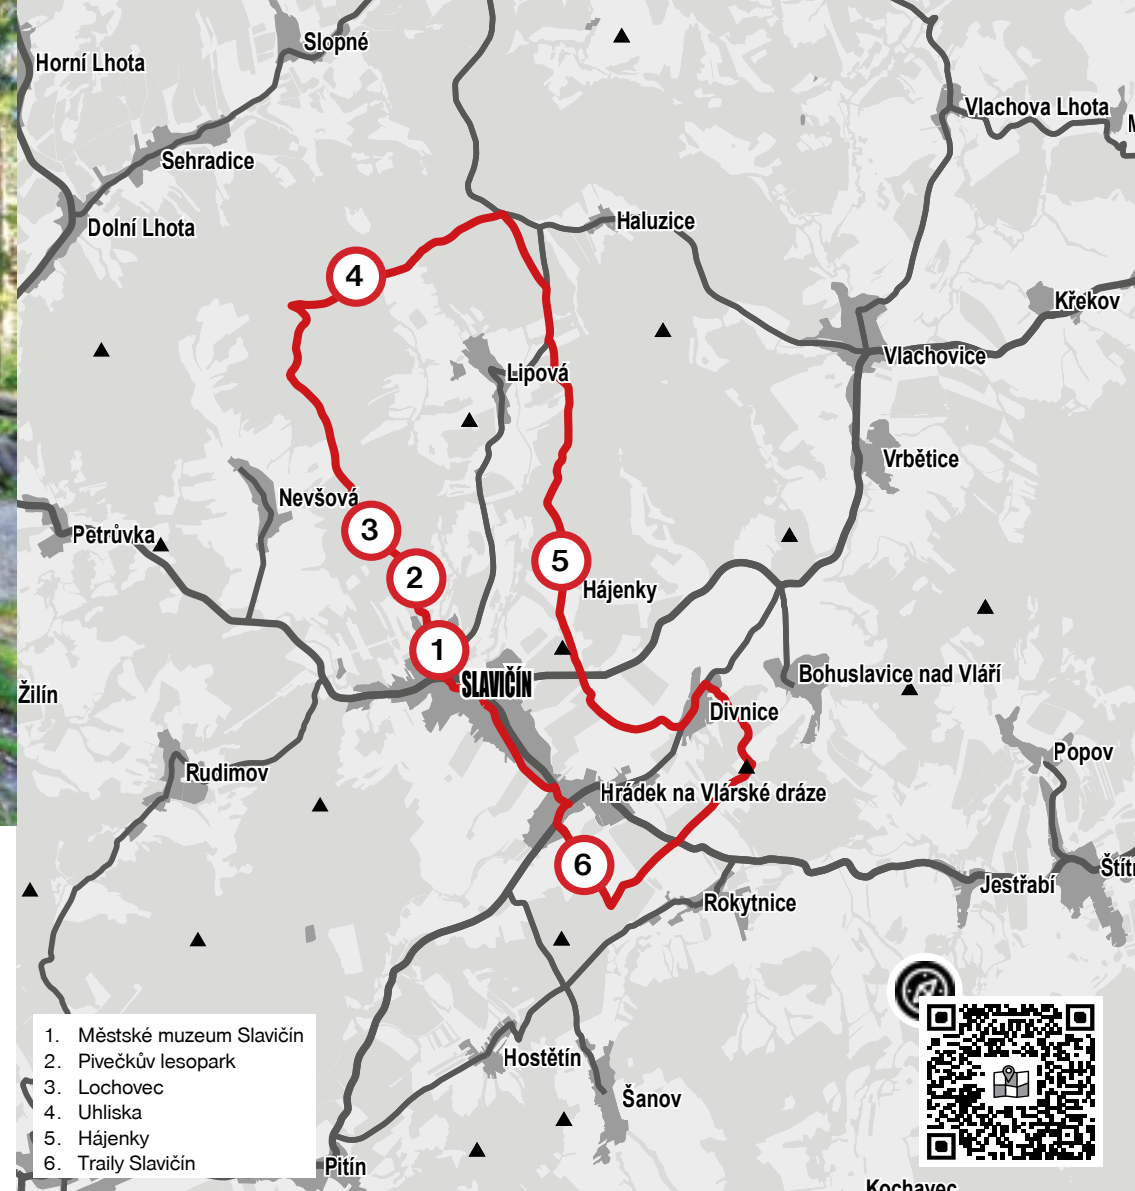 Slopné
Horní Lhota
Vlachova Lhota
Sehradice
Dolní Lhota
Haluzice
Křekov
Vlachovice
Lipová
Vrbětice
Nevšová
Petrůvka
4
3
2
5
Hájenky
1
SLAVIČÍN
Bohuslavice nad Vláří
Žilín
Divnice
Popov
Rudimov
Hrádek na Vlárské dráze
6
Jestřabí
Rokytnice
Hostětín
Šanov
Pitín
1. Městské muzeum Slavičín
2. Pivečkův lesopark
3. Lochovec
4. Uhliska
5. Hájenky
6. Traily Slavičín